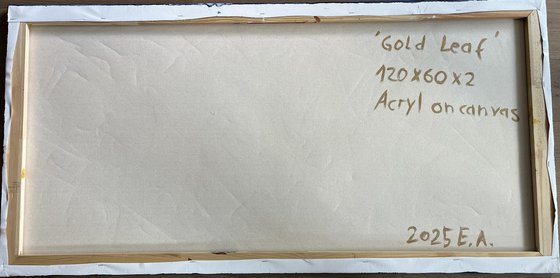 'Gold Leaf'
120x60x2
Acryl on canvas
2025 E.A.